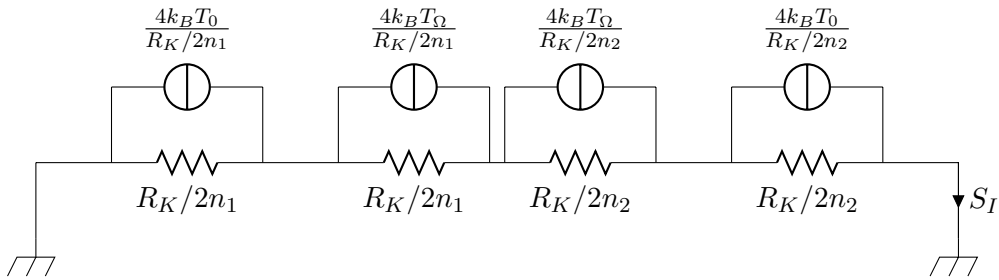 4k_BT_0 / R_K/2n_1    4k_BT_Ω / R_K/2n_1    4k_BT_Ω / R_K/2n_2    4k_BT_0 / R_K/2n_2
R_K/2n_1    R_K/2n_1    R_K/2n_2    R_K/2n_2    S_I